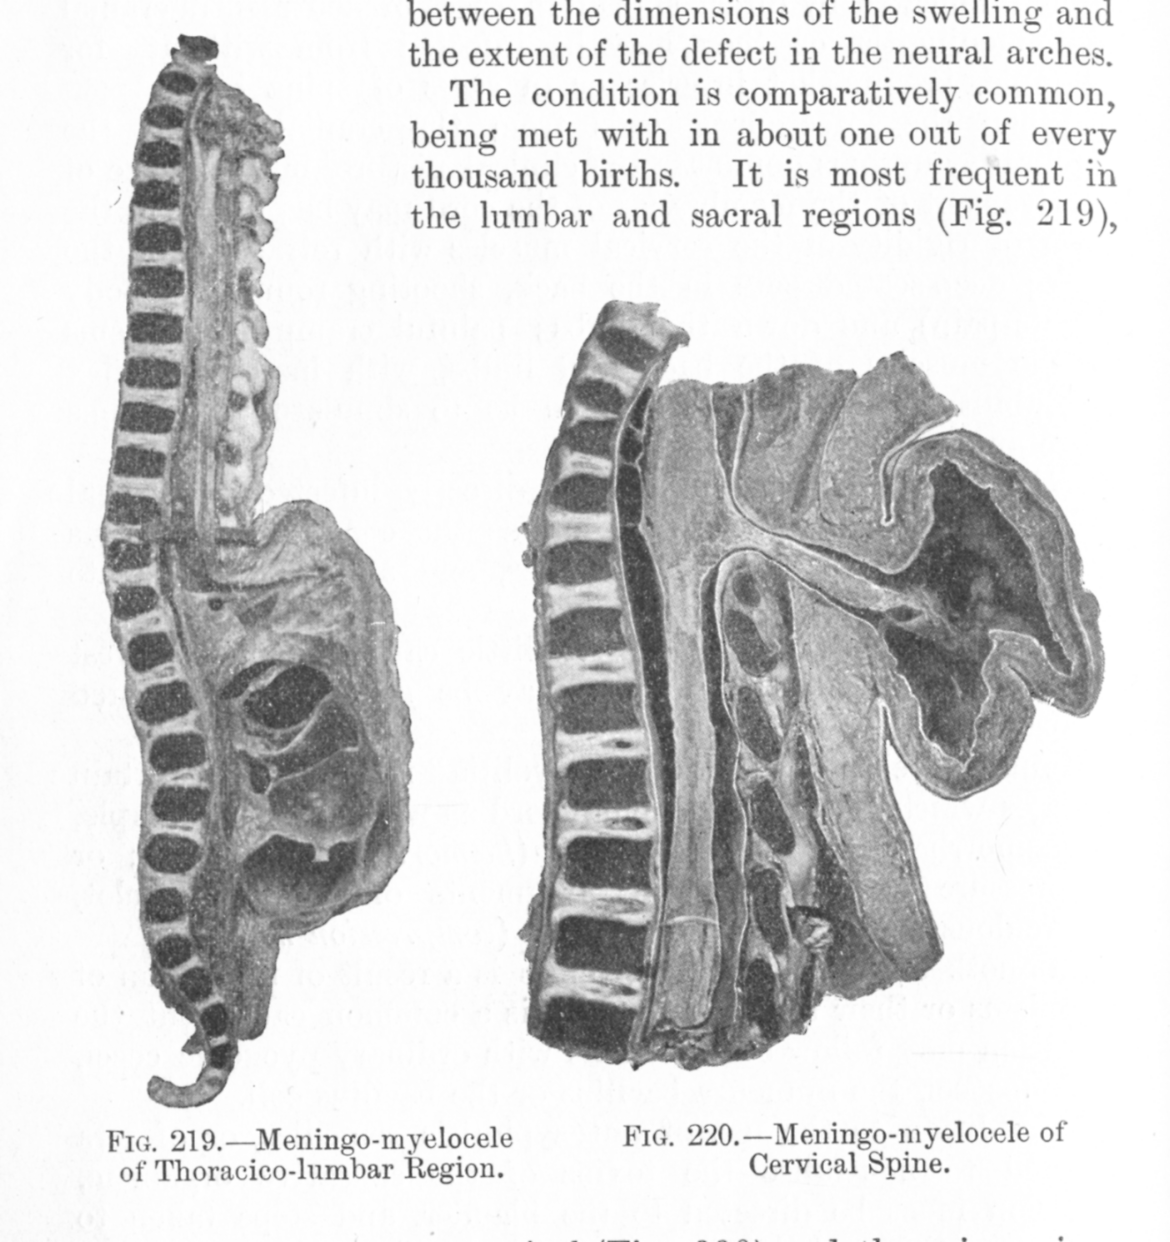 between the dimensions of the swelling and
the extent of the defect in the neural arches.
The condition is comparatively common,
being met with in about one out of every
thousand births. It is most frequent in
the lumbar and sacral regions (Fig. 219),
FIG. 219.—Meningo-myelocele
of Thoracico-lumbar Region.
FIG. 220.—Meningo-myelocele of
Cervical Spine.